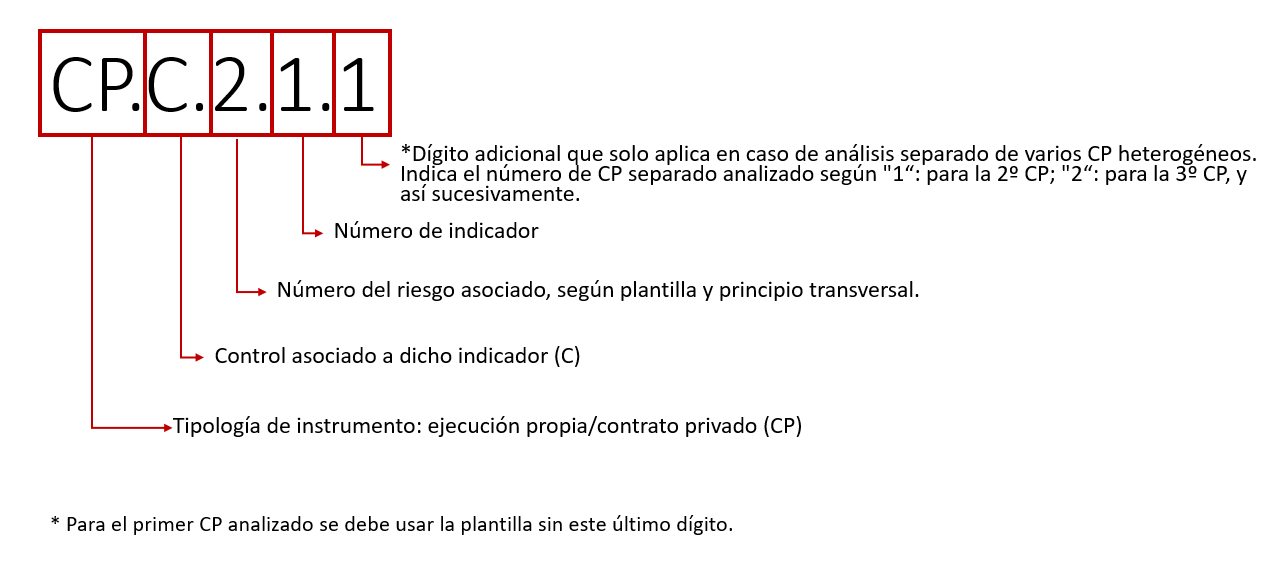 CP.C.2.1.1
*Dígito adicional que solo aplica en caso de análisis separado de varios CP heterogéneos.
Indica el número de CP separado analizado según "1“: para la 2º CP; "2“: para la 3º CP, y
así sucesivamente.
Número de indicador
Número del riesgo asociado, según plantilla y principio transversal.
Control asociado a dicho indicador (C)
Tipología de instrumento: ejecución propia/contrato privado (CP)
* Para el primer CP analizado se debe usar la plantilla sin este último dígito.